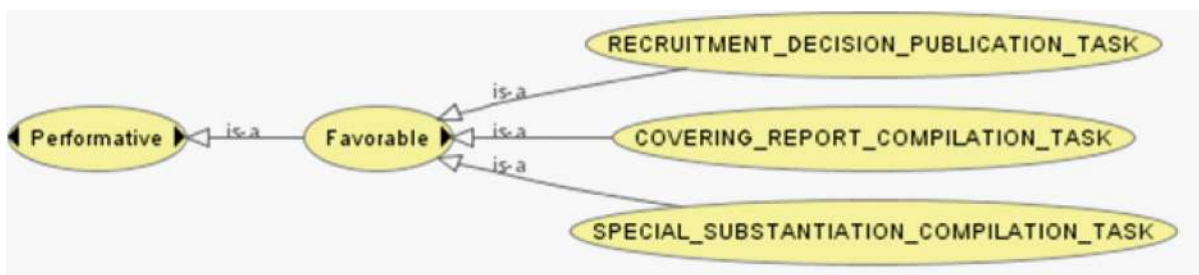 RECRUITMENT_DECISION_PUBLICATION_TASK
is-a
Performative
is-a
Favorable
is-a
COVERING_REPORT_COMPILATION_TASK
is-a
SPECIAL_SUBSTANTIATION_COMPILATION_TASK